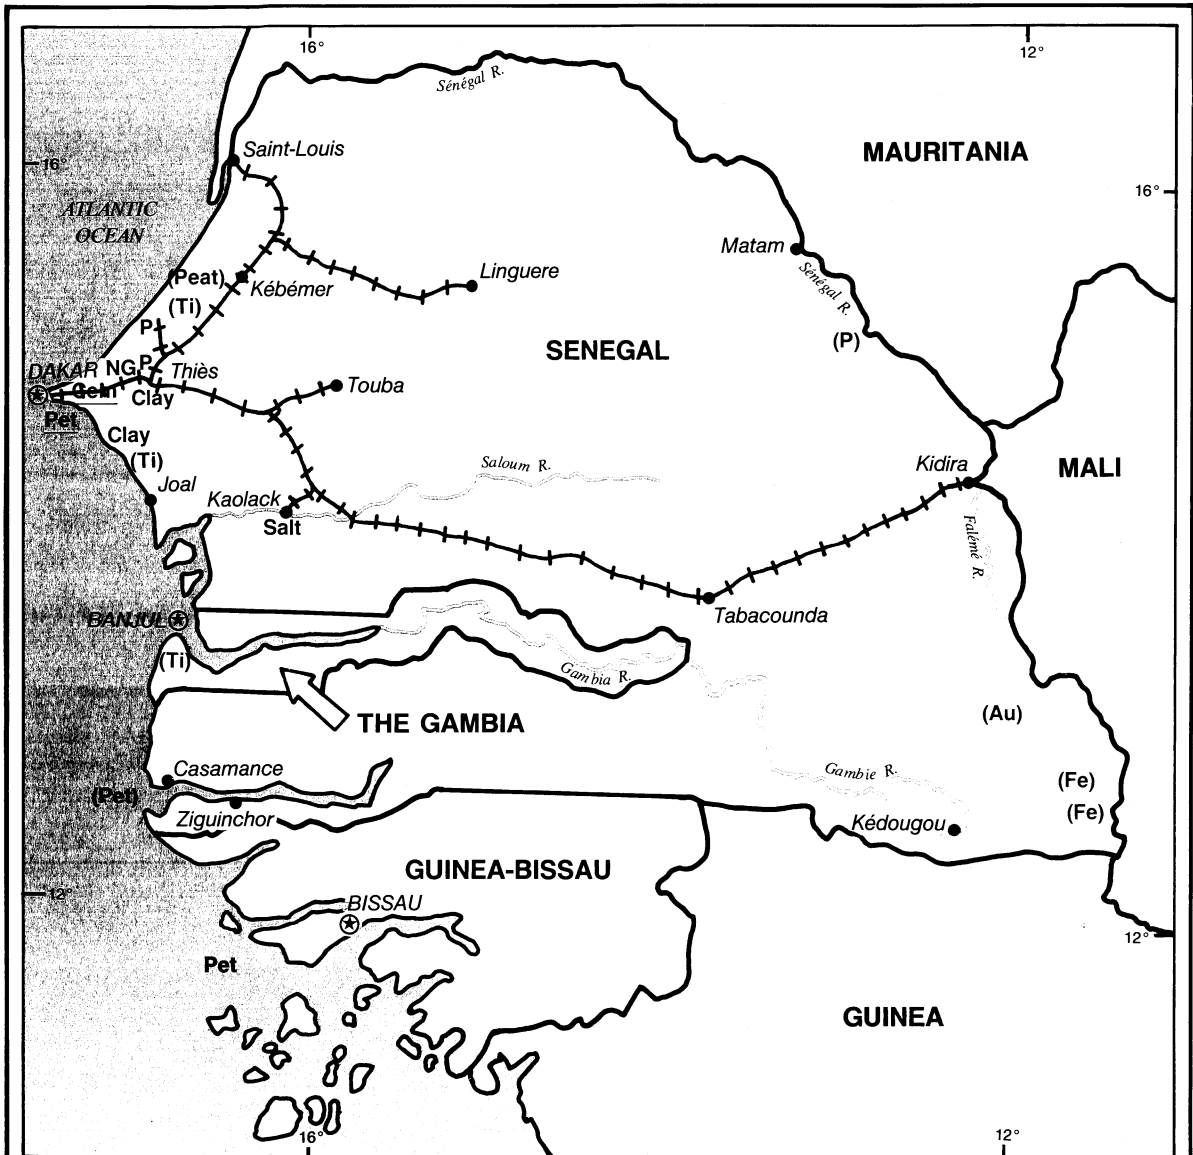 16°
12°
Sénégal R.
Saint-Louis
16°
MAURITANIA
16°
ATLANTIC
OCEAN
Matam
Linguere
Sénégal R.
(Peat)
Kébémer
(Ti)
P
(P)
SENEGAL
DAKAR
NG
P
Thiès
Touba
Cem
Clay
Pet
Clay
(Ti)
Saloum R.
Kidira
MALI
Joal
Kaolack
Salt
Falémé R.
BANJUL
Tabacounda
(Ti)
Gambia R.
THE GAMBIA
(Au)
Casamance
Gambie R.
(Fe)
(Pet)
(Fe)
Ziguinchor
Kédougou
GUINEA-BISSAU
12°
BISSAU
12°
Pet
GUINEA
16°
12°